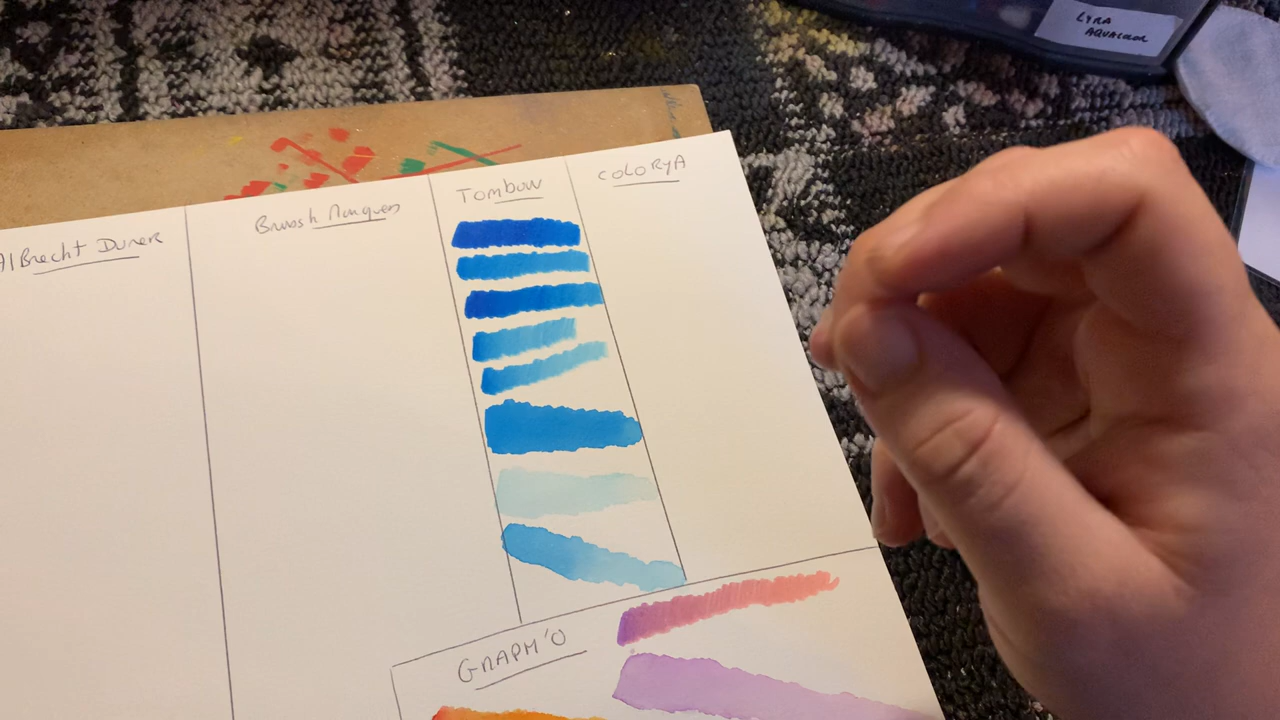 LYRA
AQUACOLOR
Albrecht Durer
Brush Marquers
Tombow
COLORYA
GRAPH'O